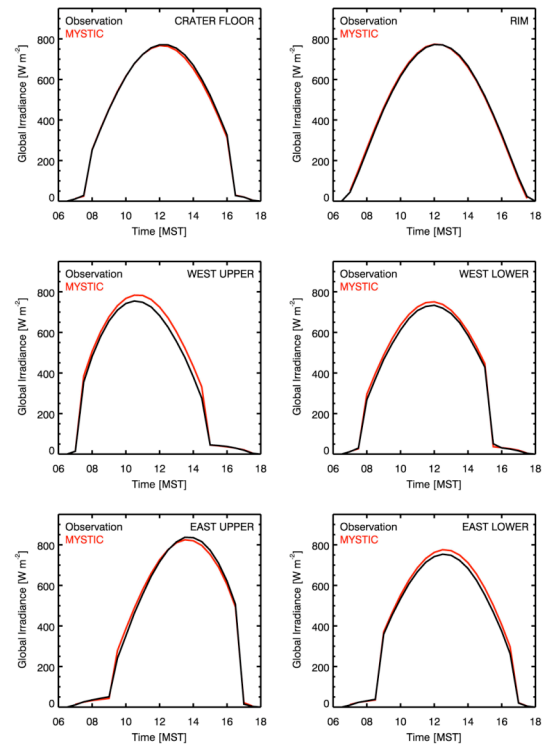 Observation CRATER FLOOR
MYSTIC
Global Irradiance [W m⁻²]
800
600
400
200
0
06 08 10 12 14 16 18
Time [MST]
Observation RIM
MYSTIC
Global Irradiance [W m⁻²]
800
600
400
200
0
06 08 10 12 14 16 18
Time [MST]
Observation WEST UPPER
MYSTIC
Global Irradiance [W m⁻²]
800
600
400
200
0
06 08 10 12 14 16 18
Time [MST]
Observation WEST LOWER
MYSTIC
Global Irradiance [W m⁻²]
800
600
400
200
0
06 08 10 12 14 16 18
Time [MST]
Observation EAST UPPER
MYSTIC
Global Irradiance [W m⁻²]
800
600
400
200
0
06 08 10 12 14 16 18
Time [MST]
Observation EAST LOWER
MYSTIC
Global Irradiance [W m⁻²]
800
600
400
200
0
06 08 10 12 14 16 18
Time [MST]